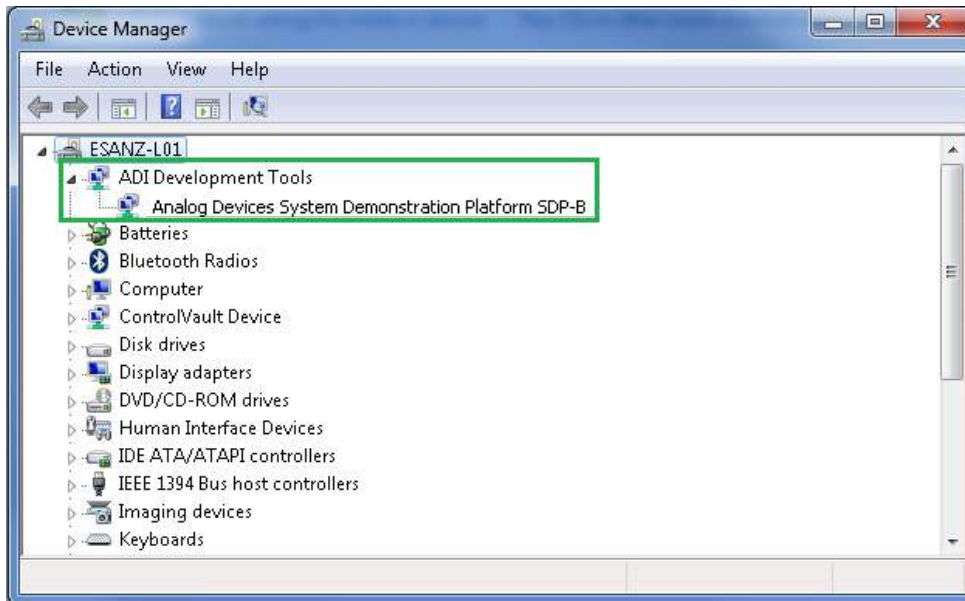 Device Manager
File Action View Help
ESANZ-L01
ADI Development Tools
Analog Devices System Demonstration Platform SDP-B
Batteries
Bluetooth Radios
Computer
ControlVault Device
Disk drives
Display adapters
DVD/CD-ROM drives
Human Interface Devices
IDE ATA/ATAPI controllers
IEEE 1394 Bus host controllers
Imaging devices
Keyboards